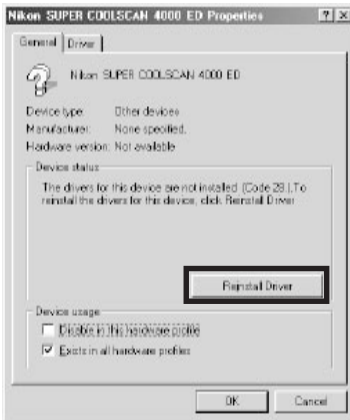 Nikon SUPER COOLSCAN 4000 ED Properties
General Driver
Nikon SUPER COOLSCAN 4000 ED
Device type: Other devices
Manufacturer: None specified.
Hardware version: Not available
Device status
The drivers for this device are not installed. (Code 28.). To
reinstall the drivers for this device, click Reinstall Driver
Reinstall Driver
Device usage
Disable in this hardware profile
Exists in all hardware profiles
OK Cancel